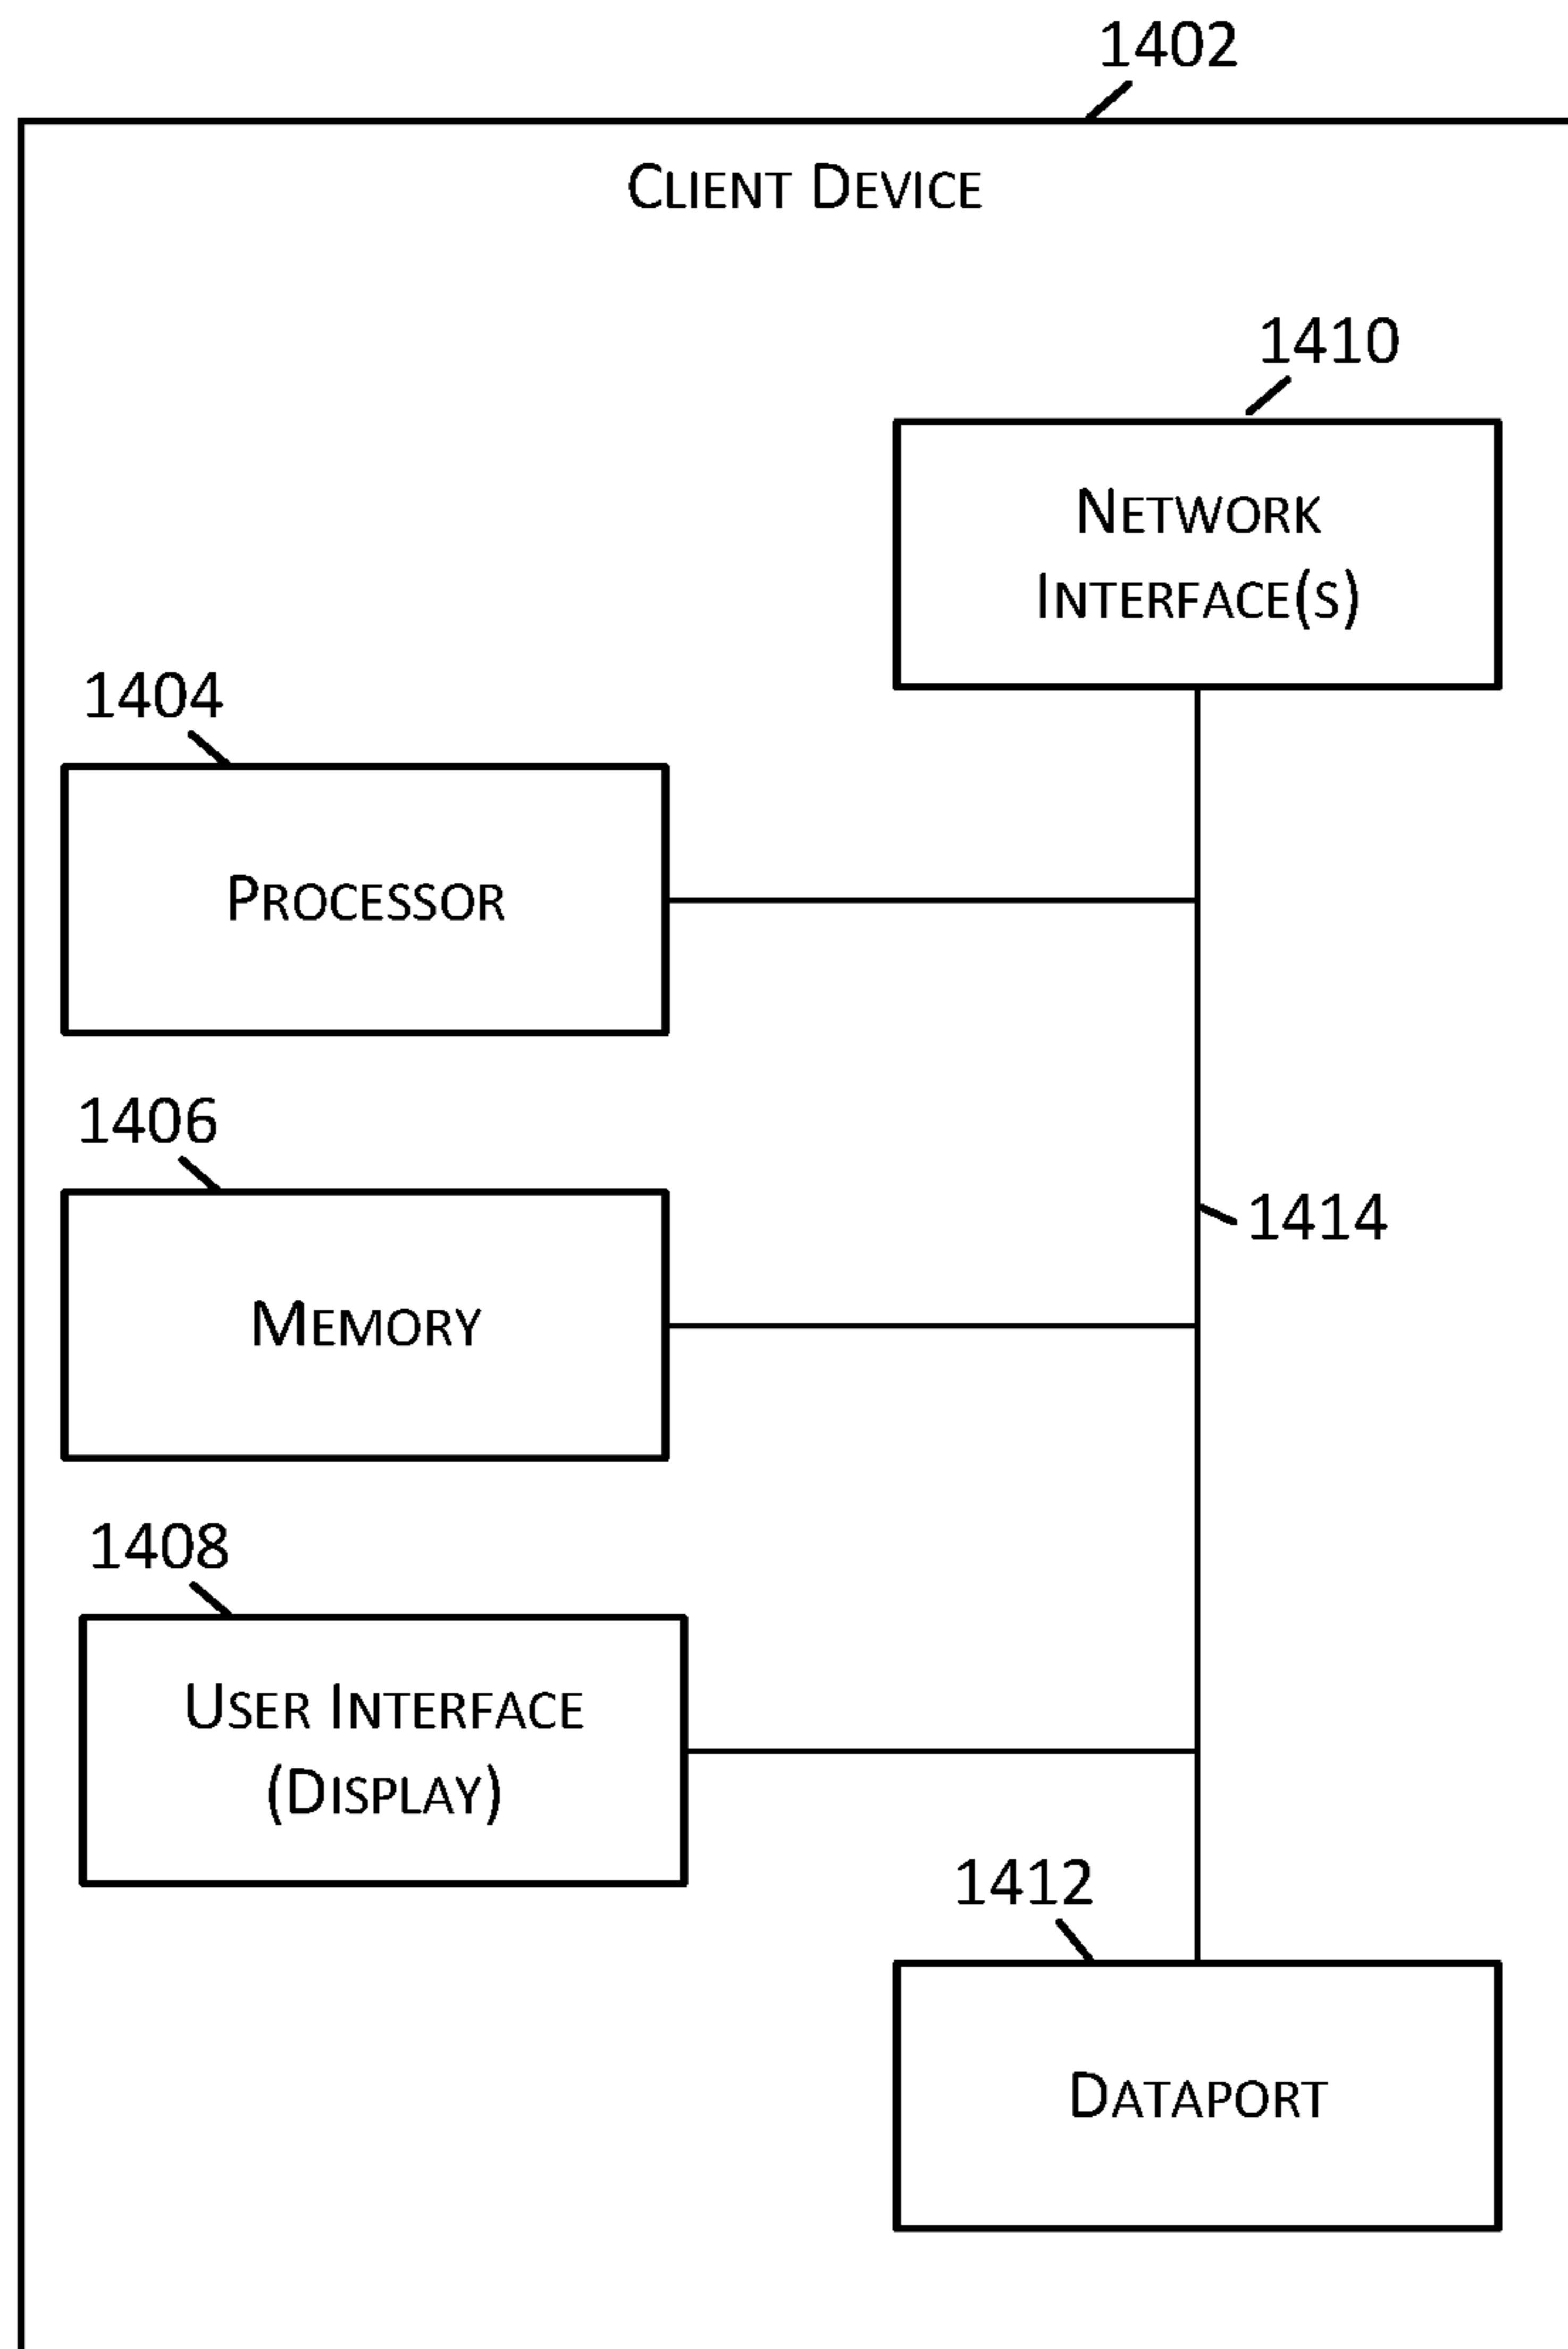 1402
CLIENT DEVICE
1410
NETWORK
INTERFACE(S)
1404
PROCESSOR
1406
1414
MEMORY
1408
USER INTERFACE
(DISPLAY)
1412
DATAPORT